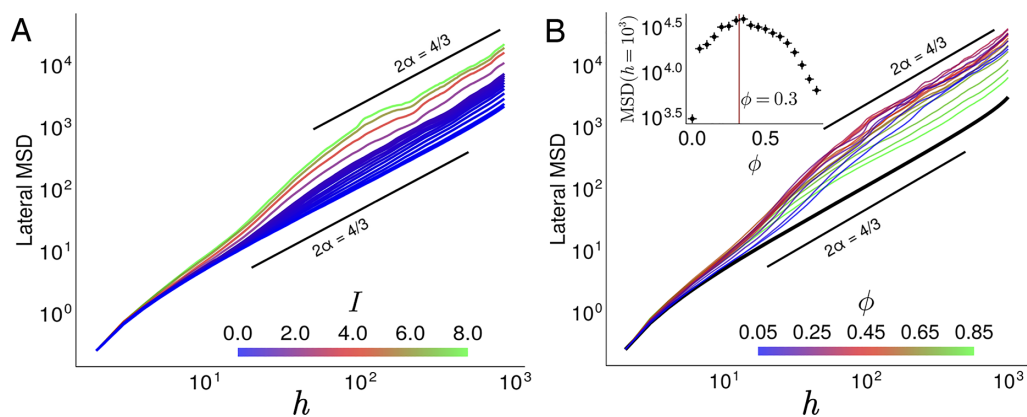 A
Lateral MSD
10^4
10^3
10^2
10^1
10^0
2α = 4/3
2α = 4/3
I
0.0 2.0 4.0 6.0 8.0
10^1 10^2 10^3
h
B
Lateral MSD
10^4
10^3
10^2
10^1
10^0
MSD(h = 10^3)
10^4.5
10^4.0
10^3.5
ϕ = 0.3
0.0 0.5
ϕ
2α = 4/3
2α = 4/3
ϕ
0.05 0.25 0.45 0.65 0.85
10^1 10^2 10^3
h